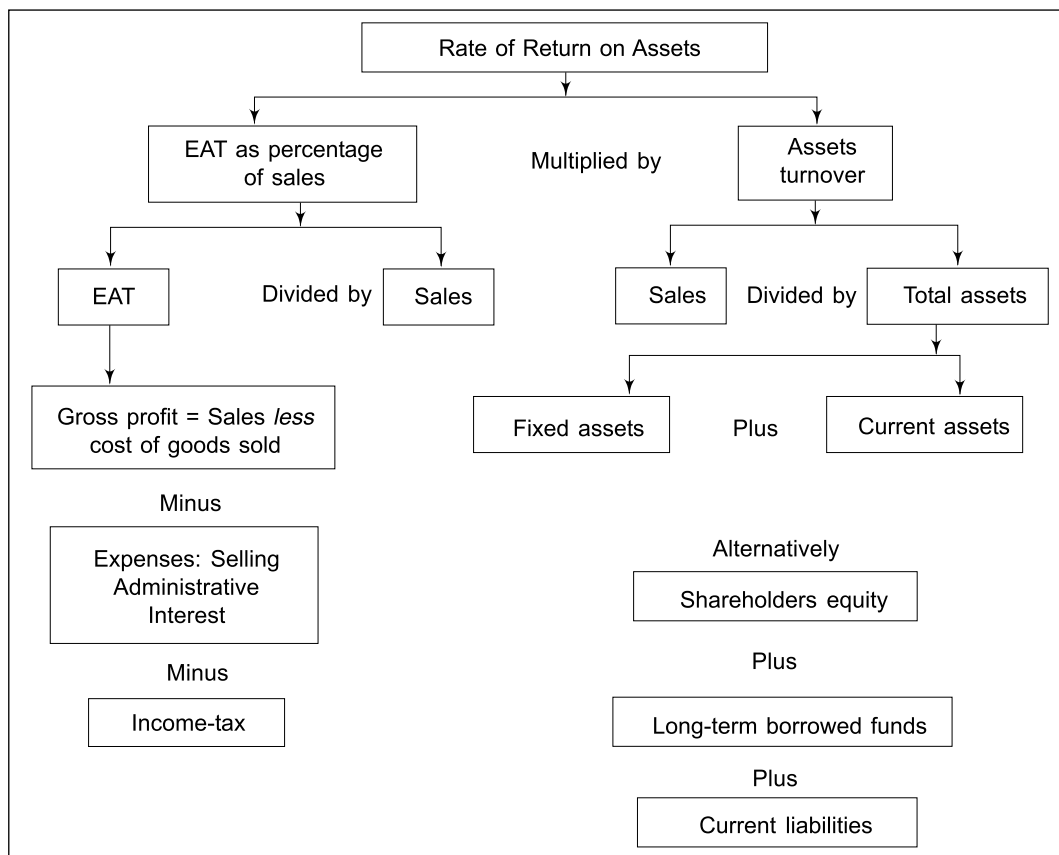 Rate of Return on Assets
EAT as percentage
of sales
Multiplied by
Assets
turnover
EAT
Divided by
Sales
Sales
Divided by
Total assets
Gross profit = Sales less
cost of goods sold
Fixed assets
Plus
Current assets
Minus
Expenses: Selling
Administrative
Interest
Minus
Income-tax
Alternatively
Shareholders equity
Plus
Long-term borrowed funds
Plus
Current liabilities